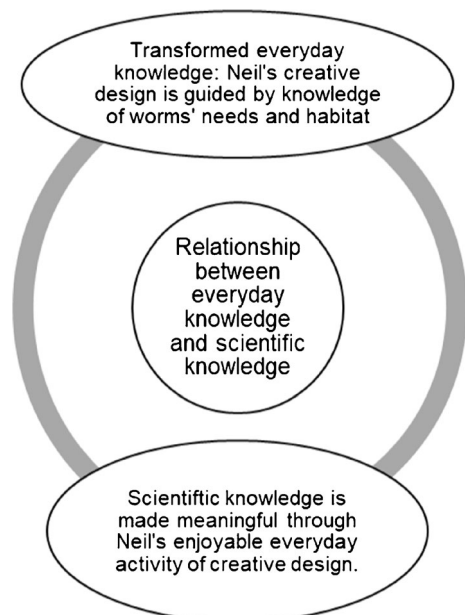 Transformed everyday
knowledge: Neil's creative
design is guided by knowledge
of worms' needs and habitat
Relationship
between
everyday
knowledge
and scientific
knowledge
Scientiftic knowledge is
made meaningful through
Neil's enjoyable everyday
activity of creative design.